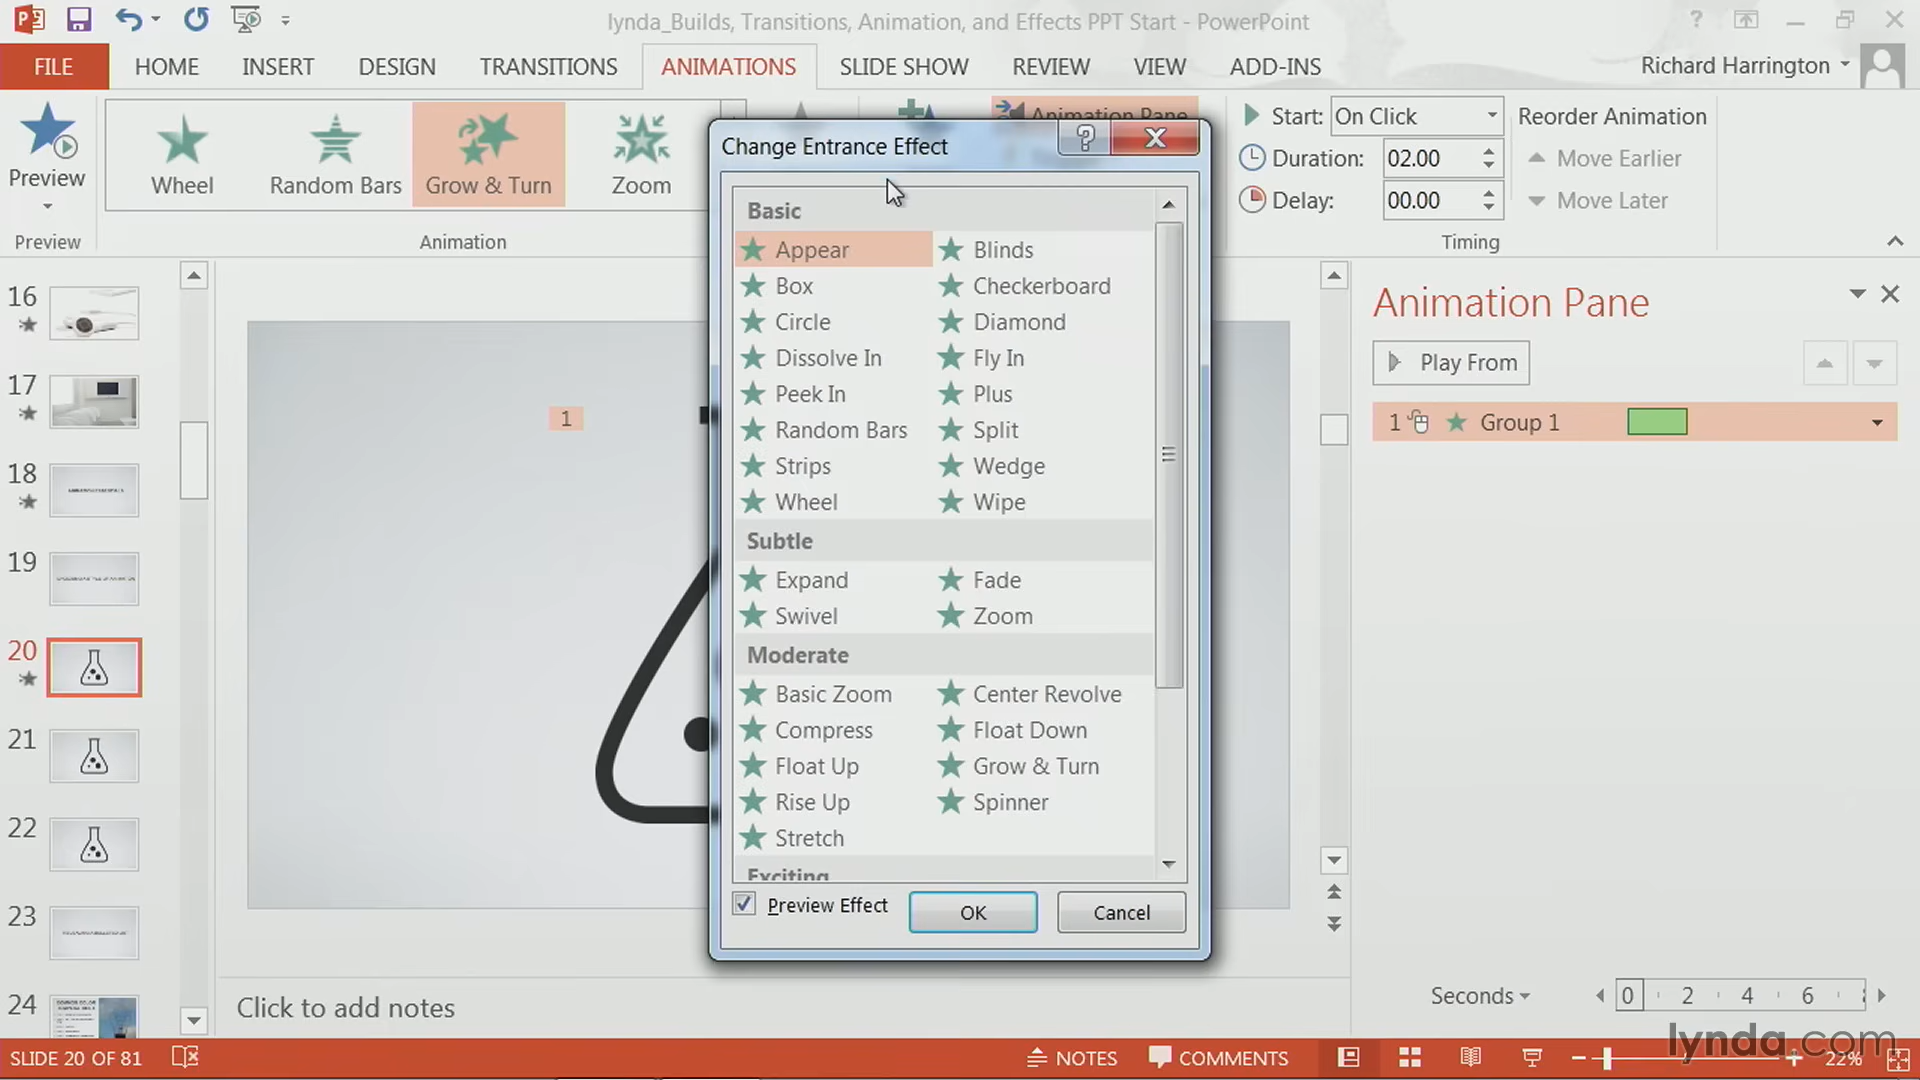 lynda_Builds, Transitions, Animation, and Effects PPT Start - PowerPoint
FILE HOME INSERT DESIGN TRANSITIONS ANIMATIONS SLIDE SHOW REVIEW VIEW ADD-INS Richard Harrington
Preview
Wheel Random Bars Grow & Turn Zoom
Animation Pane
Start: On Click
Duration: 02.00
Delay: 00.00
Reorder Animation
Move Earlier
Move Later
Preview Animation Timing
Change Entrance Effect
Basic
Appear Blinds
Box Checkerboard
Circle Diamond
Dissolve In Fly In
Peek In Plus
Random Bars Split
Strips Wedge
Wheel Wipe
Subtle
Expand Fade
Swivel Zoom
Moderate
Basic Zoom Center Revolve
Compress Float Down
Float Up Grow & Turn
Rise Up Spinner
Stretch
Exciting
Preview Effect OK Cancel
16
17
18
19
20
21
22
23
24
1
Animation Pane
Play From
1 Group 1
Seconds 0 2 4 6
Click to add notes
SLIDE 20 OF 81 NOTES COMMENTS 22%
lynda.com